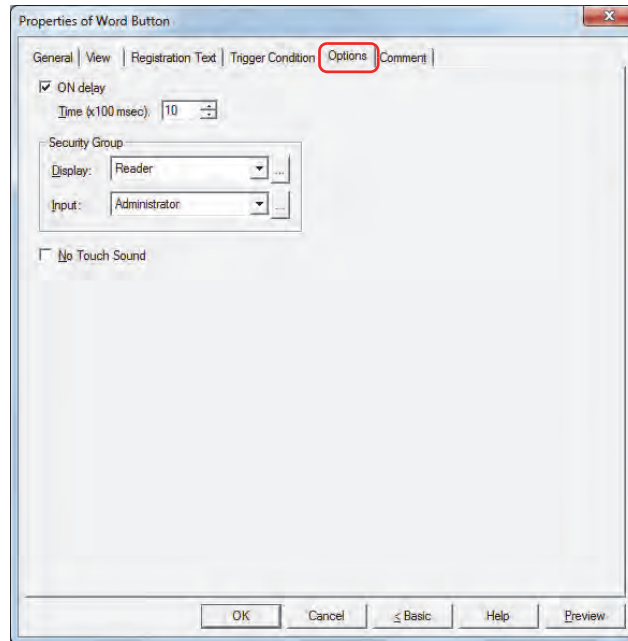 Properties of Word Button
General | View | Registration Text | Trigger Condition | Options | Comment |
ON delay
Time (x100 msec): 10
Security Group
Display: Reader ...
Input: Administrator ...
No Touch Sound
OK Cancel < Basic Help Preview